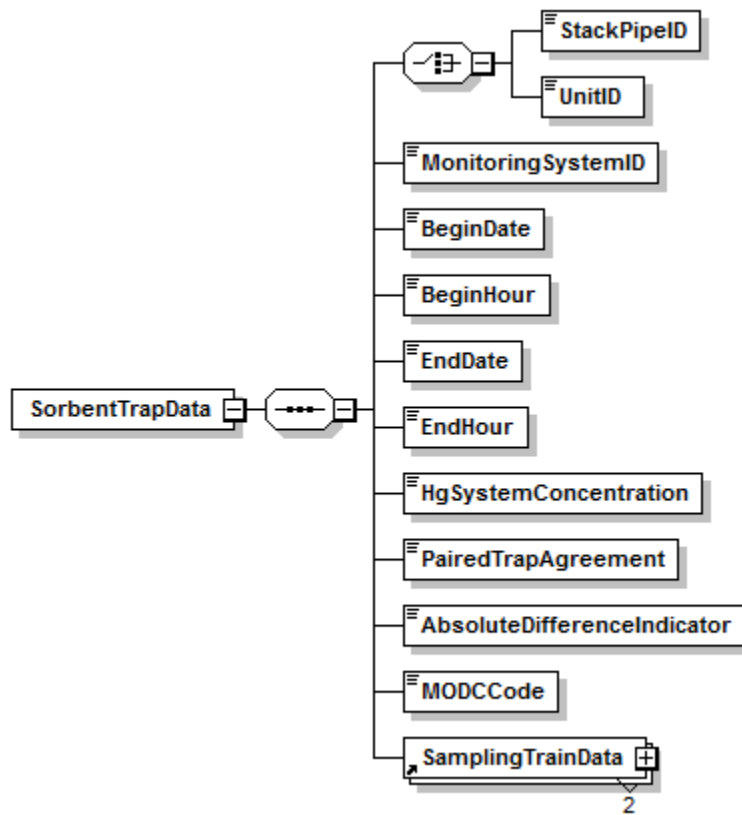 StackPipeID
UnitID
MonitoringSystemID
BeginDate
BeginHour
EndDate
SorbentTrapData
EndHour
HgSystemConcentration
PairedTrapAgreement
AbsoluteDifferenceIndicator
MODCCode
SamplingTrainData
2